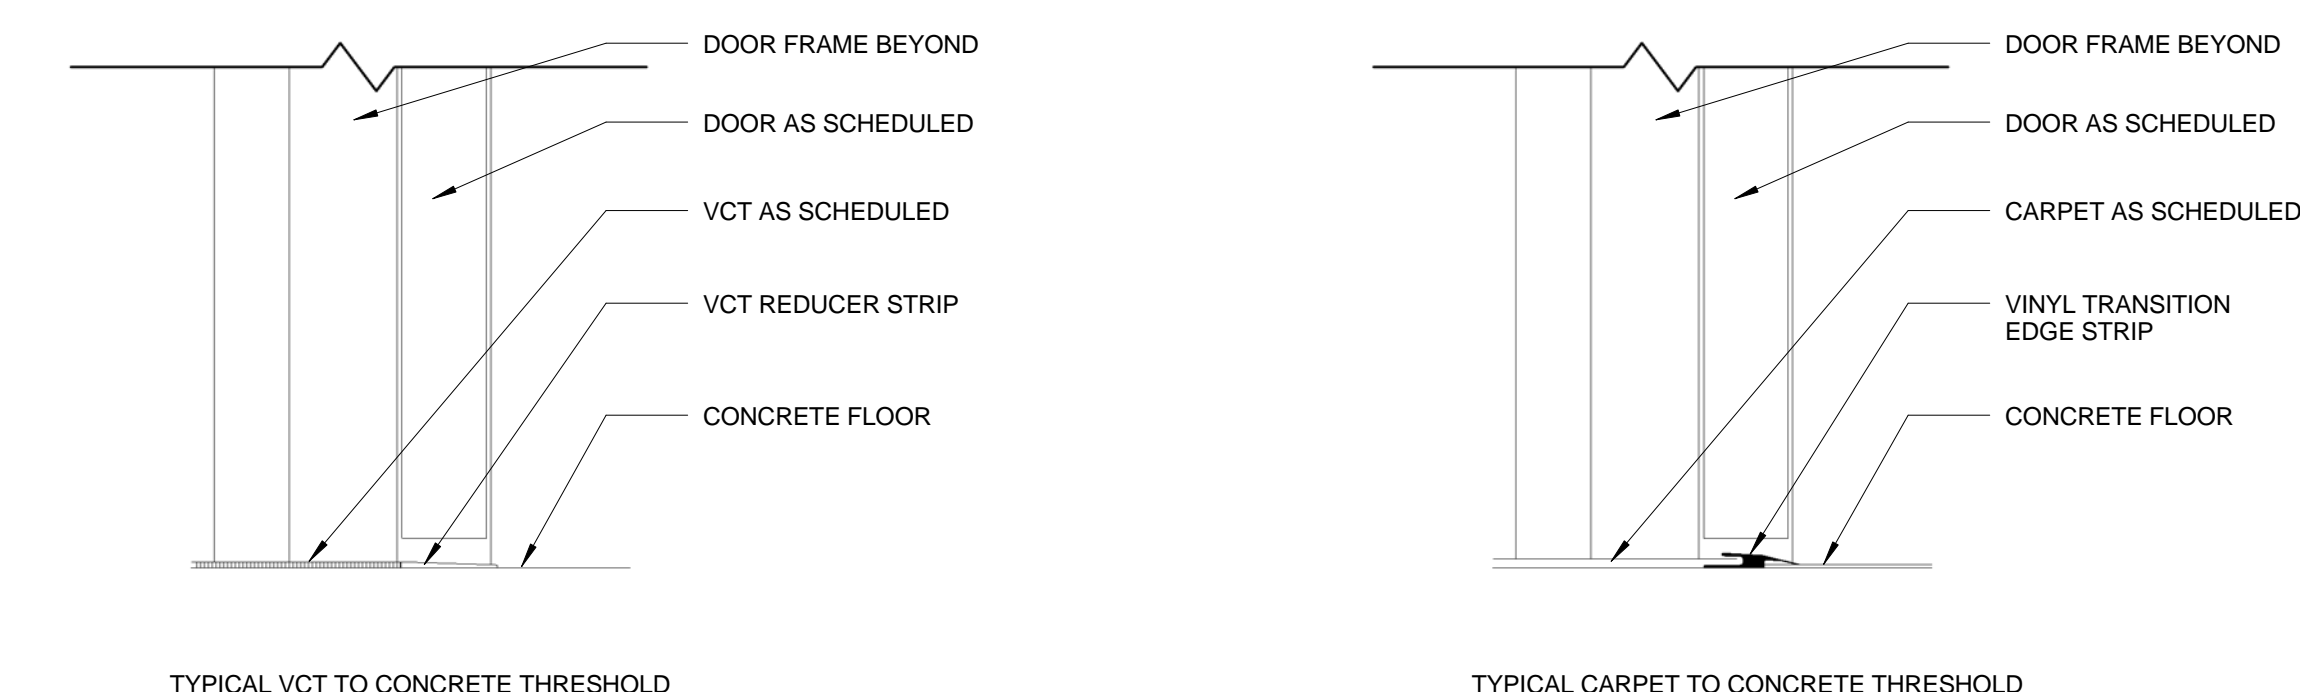 DOOR FRAME BEYOND
DOOR AS SCHEDULED
VCT AS SCHEDULED
VCT REDUCER STRIP
CONCRETE FLOOR
TYPICAL VCT TO CONCRETE THRESHOLD
DOOR FRAME BEYOND
DOOR AS SCHEDULED
CARPET AS SCHEDULED
VINYL TRANSITION
EDGE STRIP
CONCRETE FLOOR
TYPICAL CARPET TO CONCRETE THRESHOLD